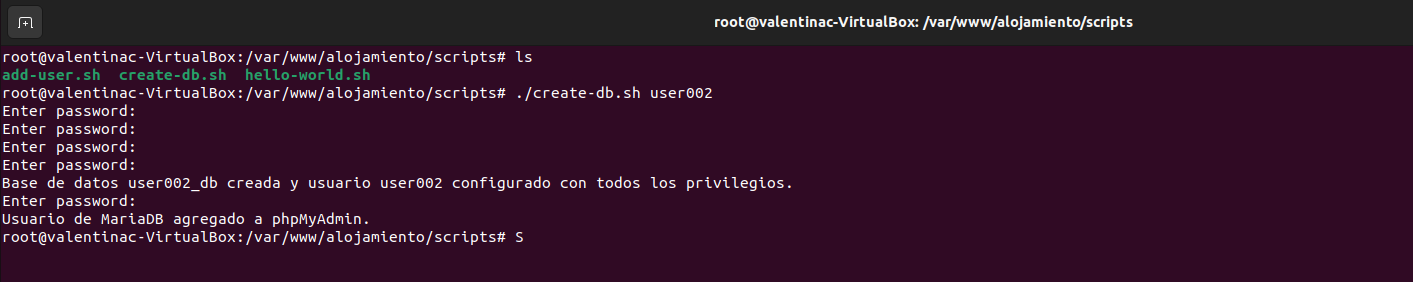 root@valentinac-VirtualBox: /var/www/alojamiento/scripts
root@valentinac-VirtualBox:/var/www/alojamiento/scripts# ls
add-user.sh  create-db.sh  hello-world.sh
root@valentinac-VirtualBox:/var/www/alojamiento/scripts# ./create-db.sh user002
Enter password:
Enter password:
Enter password:
Enter password:
Base de datos user002_db creada y usuario user002 configurado con todos los privilegios.
Enter password:
Usuario de MariaDB agregado a phpMyAdmin.
root@valentinac-VirtualBox:/var/www/alojamiento/scripts# S